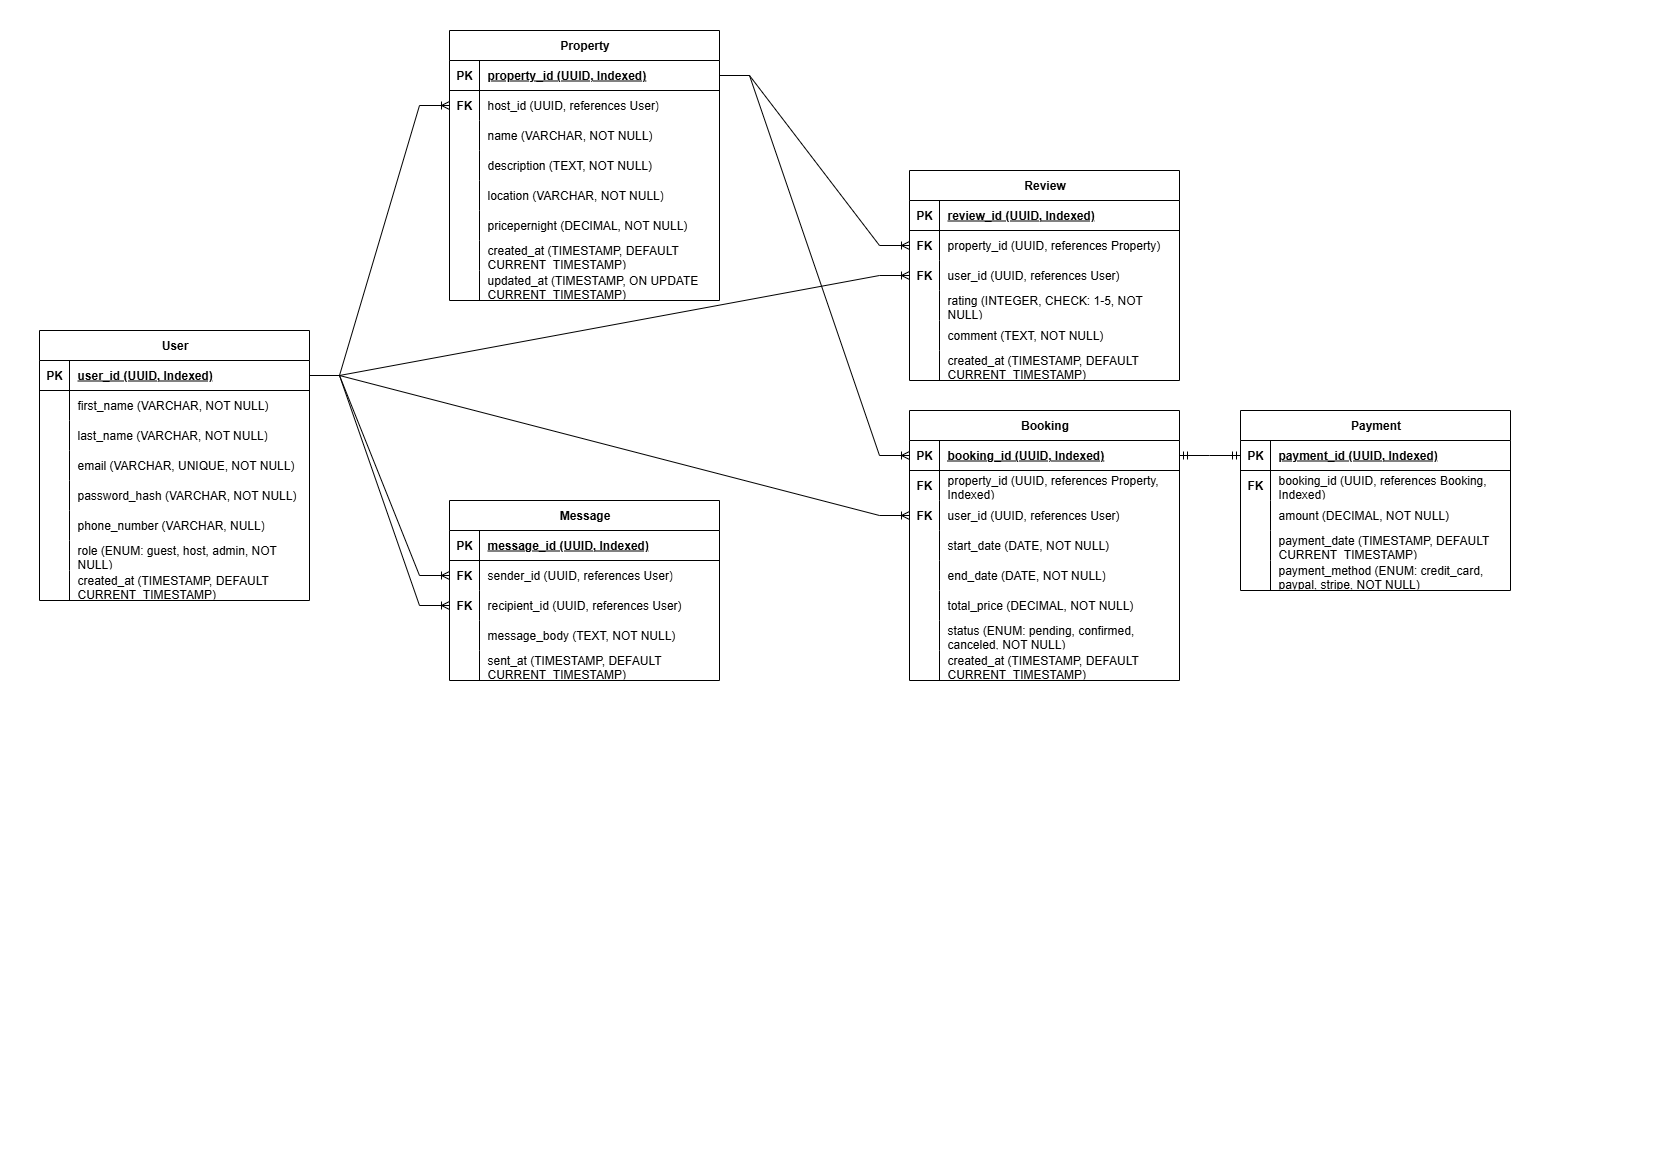 Property
PK property_id (UUID, Indexed)
FK host_id (UUID, references User)
name (VARCHAR, NOT NULL)
description (TEXT, NOT NULL)
location (VARCHAR, NOT NULL)
pricepernight (DECIMAL, NOT NULL)
created_at (TIMESTAMP, DEFAULT
CURRENT_TIMESTAMP)
updated_at (TIMESTAMP, ON UPDATE
CURRENT_TIMESTAMP)
Review
PK review_id (UUID, Indexed)
FK property_id (UUID, references Property)
FK user_id (UUID, references User)
rating (INTEGER, CHECK: 1-5, NOT
NULL)
comment (TEXT, NOT NULL)
created_at (TIMESTAMP, DEFAULT
CURRENT_TIMESTAMP)
User
PK user_id (UUID, Indexed)
first_name (VARCHAR, NOT NULL)
last_name (VARCHAR, NOT NULL)
email (VARCHAR, UNIQUE, NOT NULL)
password_hash (VARCHAR, NOT NULL)
phone_number (VARCHAR, NULL)
role (ENUM: guest, host, admin, NOT
NULL)
created_at (TIMESTAMP, DEFAULT
CURRENT_TIMESTAMP)
Message
PK message_id (UUID, Indexed)
FK sender_id (UUID, references User)
FK recipient_id (UUID, references User)
message_body (TEXT, NOT NULL)
sent_at (TIMESTAMP, DEFAULT
CURRENT_TIMESTAMP)
Booking
PK booking_id (UUID, Indexed)
FK property_id (UUID, references Property,
Indexed)
FK user_id (UUID, references User)
start_date (DATE, NOT NULL)
end_date (DATE, NOT NULL)
total_price (DECIMAL, NOT NULL)
status (ENUM: pending, confirmed,
canceled, NOT NULL)
created_at (TIMESTAMP, DEFAULT
CURRENT_TIMESTAMP)
Payment
PK payment_id (UUID, Indexed)
FK booking_id (UUID, references Booking,
Indexed)
amount (DECIMAL, NOT NULL)
payment_date (TIMESTAMP, DEFAULT
CURRENT_TIMESTAMP)
payment_method (ENUM: credit_card,
paypal, stripe, NOT NULL)